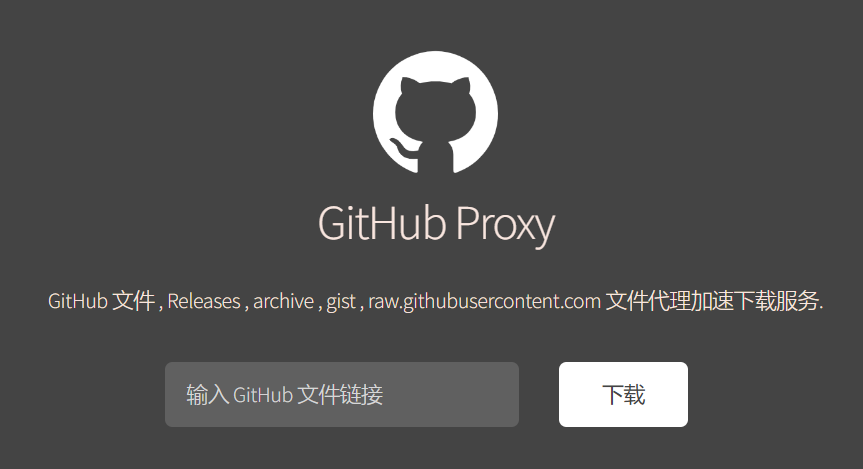 GitHub Proxy
GitHub 文件 , Releases , archive , gist , raw.githubusercontent.com 文件代理加速下载服务.
输入 GitHub 文件链接
下载